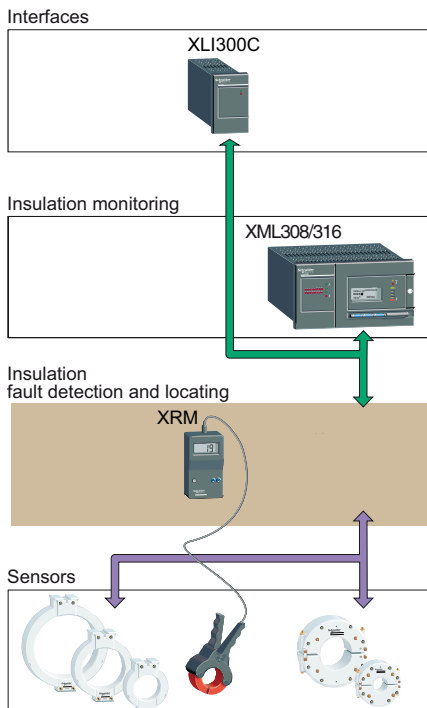 Interfaces
XLI300C
Insulation monitoring
XML308/316
Insulation
fault detection and locating
XRM
Sensors